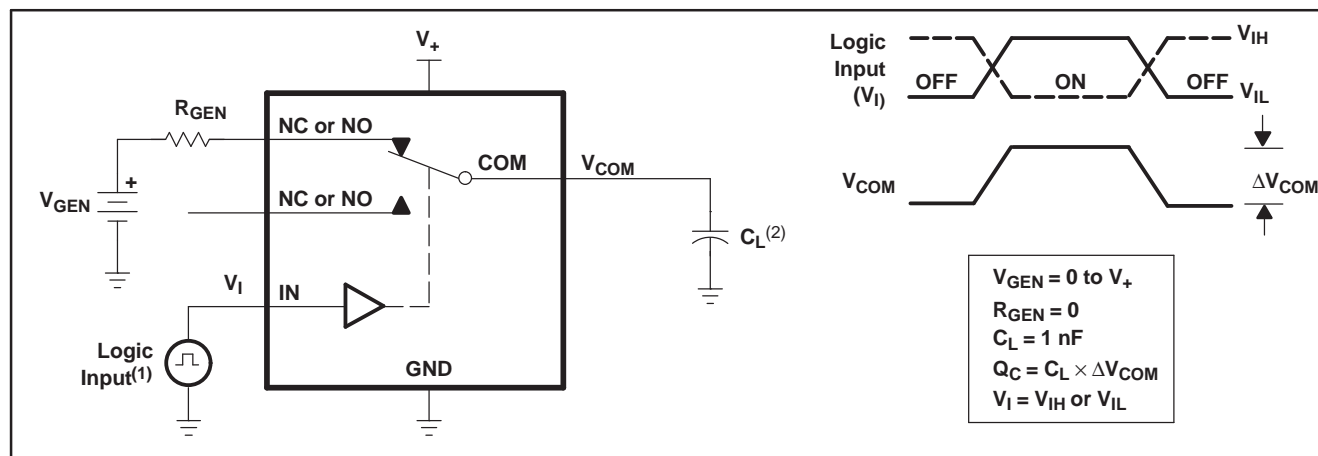 V+
RGEN
NC or NO
COM
VCOM
VGEN
+
NC or NO
CL(2)
VI
IN
Logic
Input(1)
GND
Logic
Input
(VI)
OFF
ON
OFF
VIH
VIL
VCOM
ΔVCOM
VGEN = 0 to V+
RGEN = 0
CL = 1 nF
QC = CL × ΔVCOM
VI = VIH or VIL